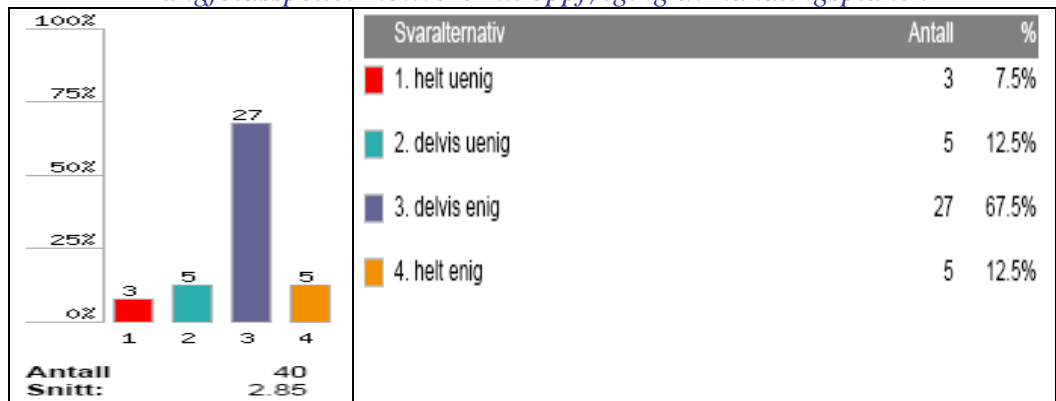 100%
75%
50%
25%
0%
3
5
27
5
1 2 3 4
Antall 40
Snitt: 2.85
Svaralternativ Antall %
1. helt uenig 3 7.5%
2. delvis uenig 5 12.5%
3. delvis enig 27 67.5%
4. helt enig 5 12.5%